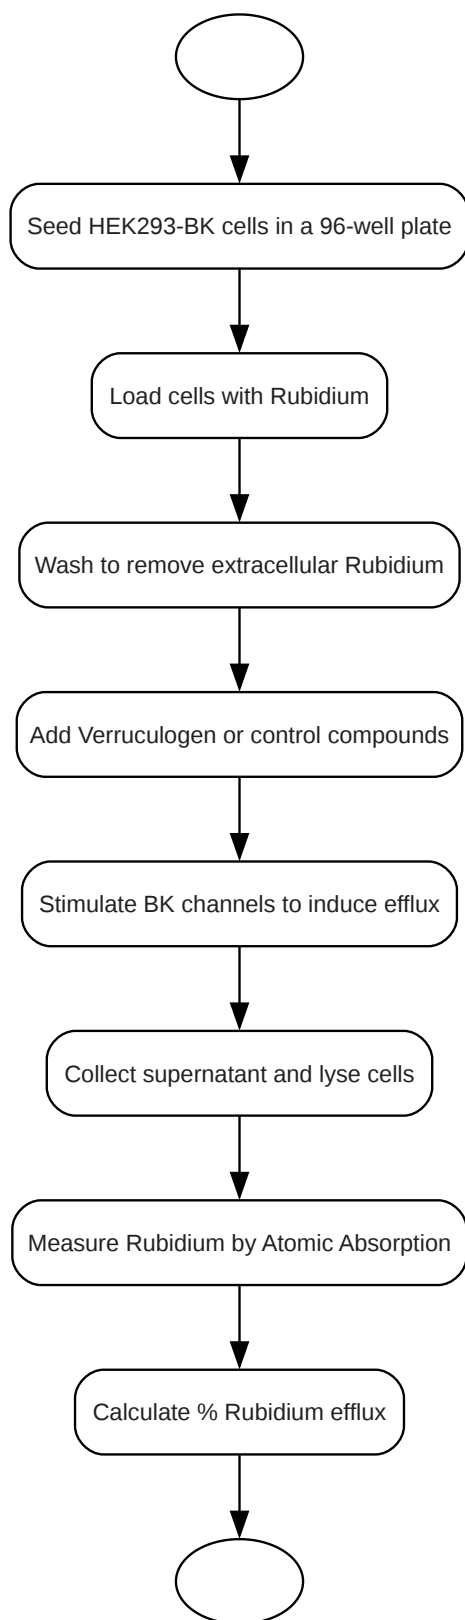 Seed HEK293-BK cells in a 96-well plate
Load cells with Rubidium
Wash to remove extracellular Rubidium
Add Verruculogen or control compounds
Stimulate BK channels to induce efflux
Collect supernatant and lyse cells
Measure Rubidium by Atomic Absorption
Calculate % Rubidium efflux